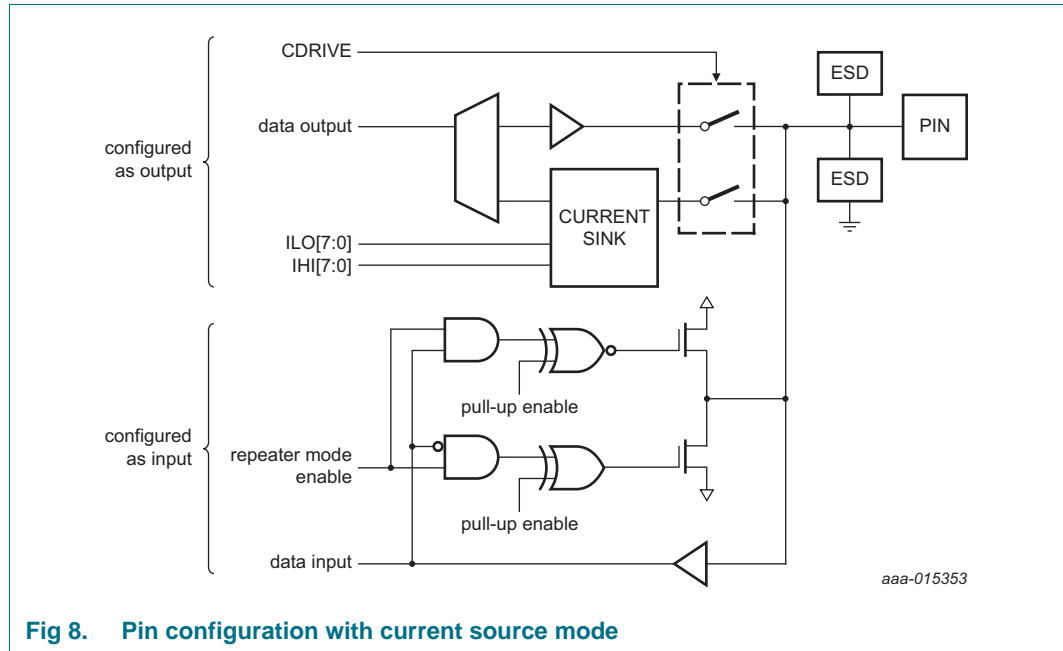 CDRIVE
ESD
data output
PIN
configured
as output
ESD
CURRENT
SINK
ILO[7:0]
IHI[7:0]
pull-up enable
configured
as input
repeater mode
enable
pull-up enable
data input
aaa-015353
Fig 8. Pin configuration with current source mode